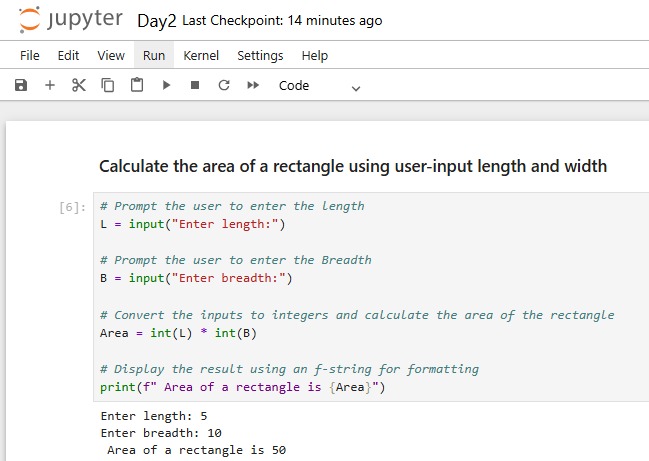 jupyter Day2 Last Checkpoint: 14 minutes ago
File Edit View Run Kernel Settings Help
Code
Calculate the area of a rectangle using user-input length and width
[6]:
# Prompt the user to enter the length
L = input("Enter length:")
# Prompt the user to enter the Breadth
B = input("Enter breadth:")
# Convert the inputs to integers and calculate the area of the rectangle
Area = int(L) * int(B)
# Display the result using an f-string for formatting
print(f" Area of a rectangle is {Area}")
Enter length: 5
Enter breadth: 10
 Area of a rectangle is 50